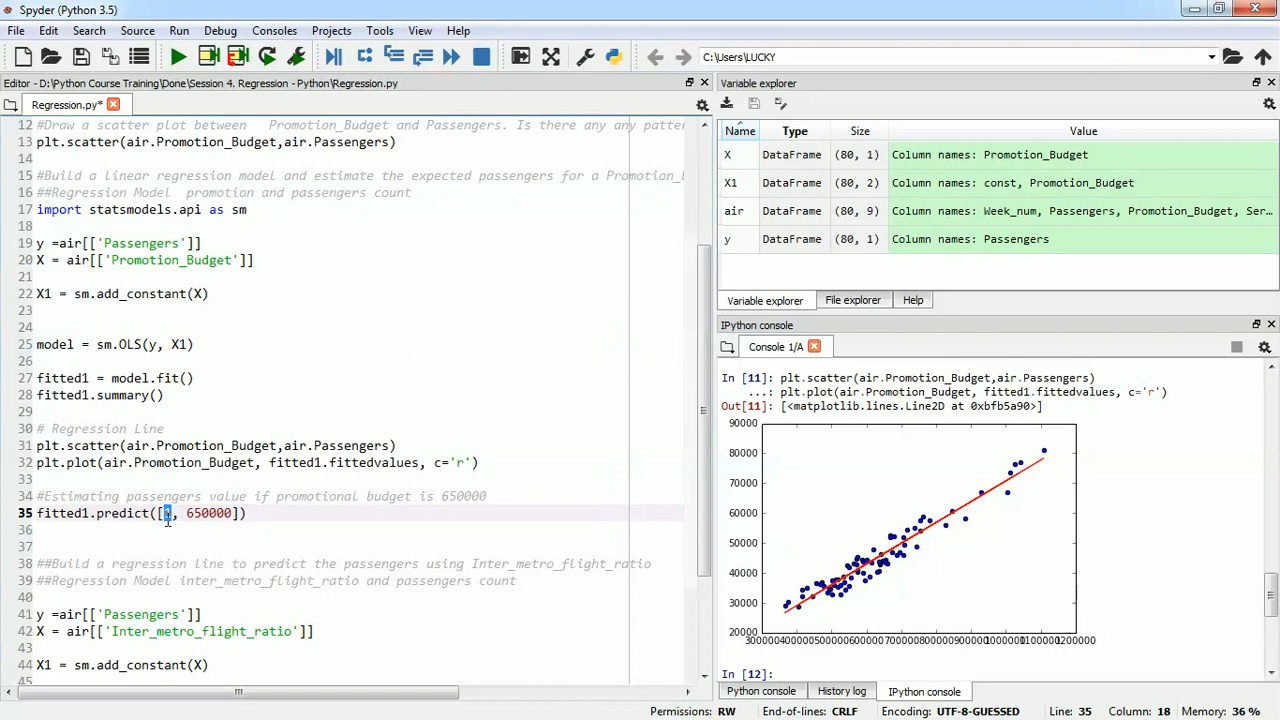 Spyder (Python 3.5)
File Edit Search Source Run Debug Consoles Projects Tools View Help
C:\Users\LUCKY
Editor - D:\Python Course Training\Done\Session 4. Regression - Python\Regression.py
Regression.py*
12 #Draw a scatter plot between Promotion_Budget and Passengers. Is there any any patter
13 plt.scatter(air.Promotion_Budget,air.Passengers)
14
15 #Build a linear regression model and estimate the expected passengers for a Promotion_
16 ##Regression Model promotion and passengers count
17 import statsmodels.api as sm
18
19 y =air[['Passengers']]
20 X = air[['Promotion_Budget']]
21
22 X1 = sm.add_constant(X)
23
24
25 model = sm.OLS(y, X1)
26
27 fitted1 = model.fit()
28 fitted1.summary()
29
30 # Regression Line
31 plt.scatter(air.Promotion_Budget,air.Passengers)
32 plt.plot(air.Promotion_Budget, fitted1.fittedvalues, c='r')
33
34 #Estimating passengers value if promotional budget is 650000
35 fitted1.predict([1, 650000])
36
37
38 ##Build a regression line to predict the passengers using Inter_metro_flight_ratio
39 ##Regression Model inter_metro_flight_ratio and passengers count
40
41 y =air[['Passengers']]
42 X = air[['Inter_metro_flight_ratio']]
43
44 X1 = sm.add_constant(X)
45
Variable explorer
Name Type Size Value
X DataFrame (80, 1) Column names: Promotion_Budget
X1 DataFrame (80, 2) Column names: const, Promotion_Budget
air DataFrame (80, 9) Column names: Week_num, Passengers, Promotion_Budget, Ser...
y DataFrame (80, 1) Column names: Passengers
Variable explorer File explorer Help
IPython console
Console 1/A
In [11]: plt.scatter(air.Promotion_Budget,air.Passengers)
...: plt.plot(air.Promotion_Budget, fitted1.fittedvalues, c='r')
Out[11]: [<matplotlib.lines.Line2D at 0xbfb5a90>]
90000
80000
70000
60000
50000
40000
30000
20000
300000 400000 500000 600000 700000 800000 900000 1000000 1100000 1200000
In [12]:
Python console History log IPython console
Permissions: RW End-of-lines: CRLF Encoding: UTF-8-GUESSED Line: 35 Column: 18 Memory: 36 %